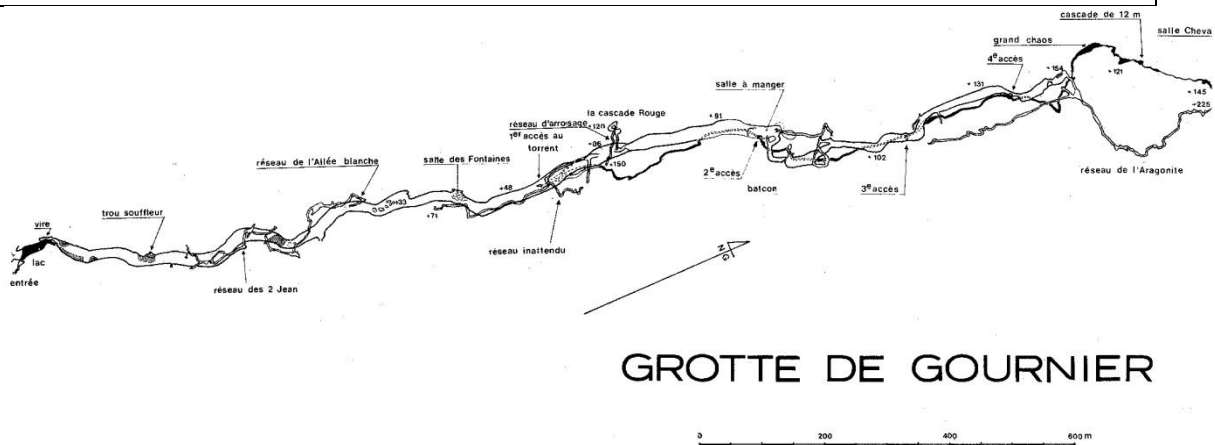 cascade de 12 m
salle Cheva
grand chaos
4e accès
+154
+121
+131
+145
+225
salle à manger
la cascade Rouge
réseau d'arrosage
+120
1er accès au
torrent
+91
+150
+102
réseau de l'Aragonite
2e accès
3e accès
balcon
réseau de l'Allée blanche
salle des Fontaines
+48
+33
+71
trou souffleur
réseau inattendu
vire
lac
entrée
réseau des 2 Jean
NG
GROTTE DE GOURNIER
0 200 400 600 m